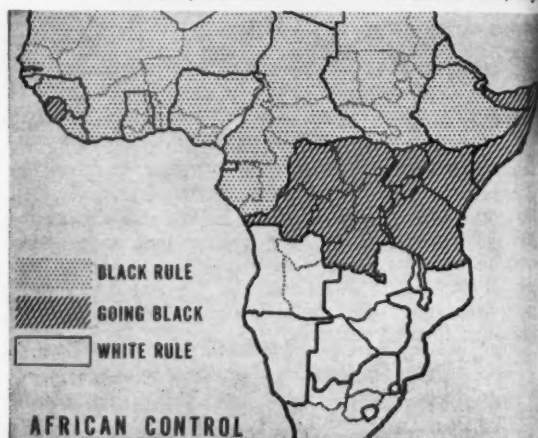 BLACK RULE
GOING BLACK
WHITE RULE
AFRICAN CONTROL